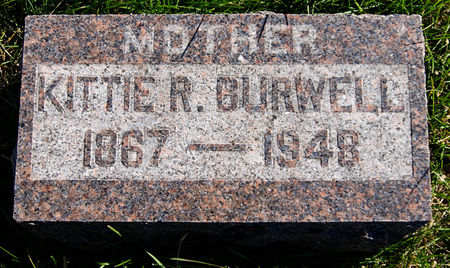 MOTHER
KITTIE R. BURWELL
1867 — 1948